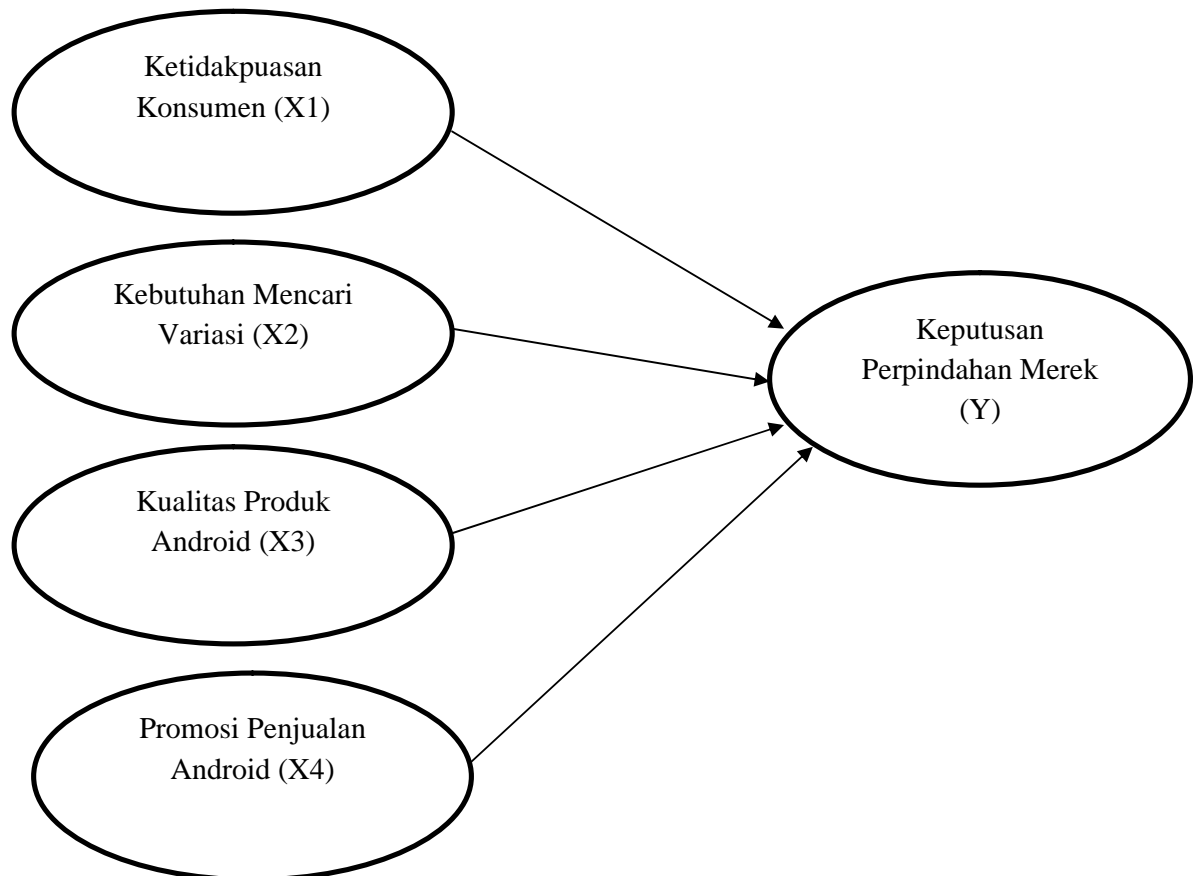 Ketidakpuasan
Konsumen (X1)
Kebutuhan Mencari
Variasi (X2)
Kualitas Produk
Android (X3)
Promosi Penjualan
Android (X4)
Keputusan
Perpindahan Merek
(Y)